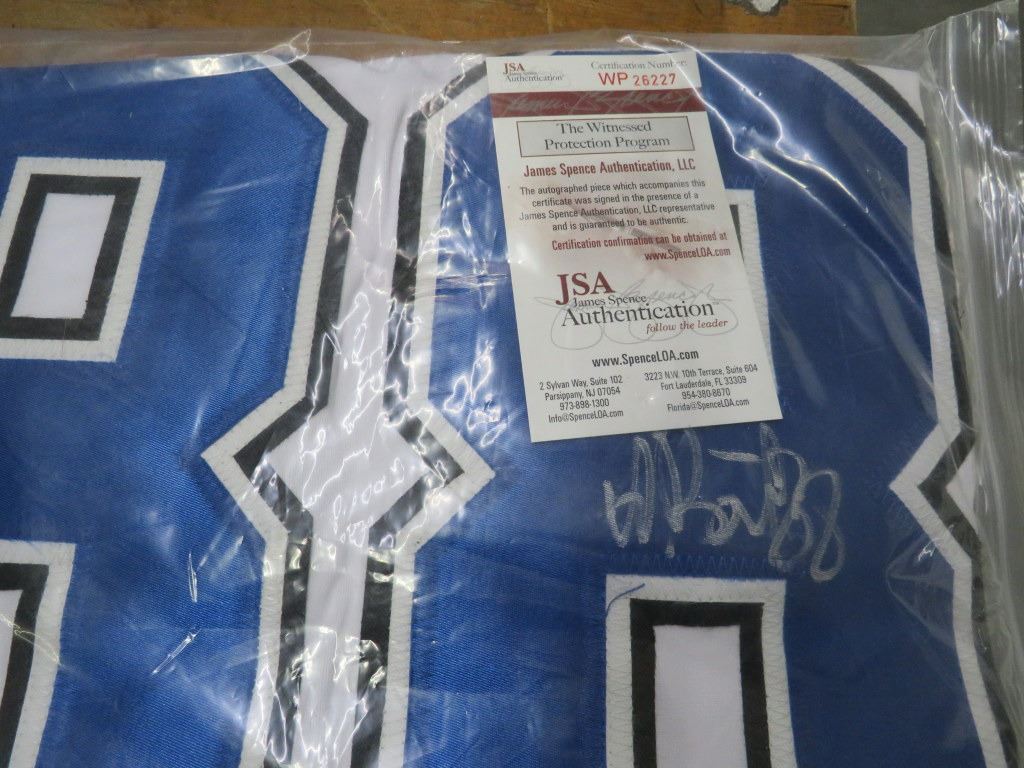 JSA
James Spence
Authentication
Certification Number:
WP 26227
The Witnessed
Protection Program
James Spence Authentication, LLC
The autographed piece which accompanies this
certificate was signed in the presence of a
James Spence Authentication, LLC representative
and is guaranteed to be authentic.
Certification confirmation can be obtained at
www.SpenceLOA.com
JSA
James Spence
Authentication
follow the leader
www.SpenceLOA.com
2 Sylvan Way, Suite 102
Parsippany, NJ 07054
973-898-1300
Info@SpenceLOA.com
3223 N.W. 10th Terrace, Suite 604
Fort Lauderdale, FL 33309
954-380-8670
Florida@SpenceLOA.com
88